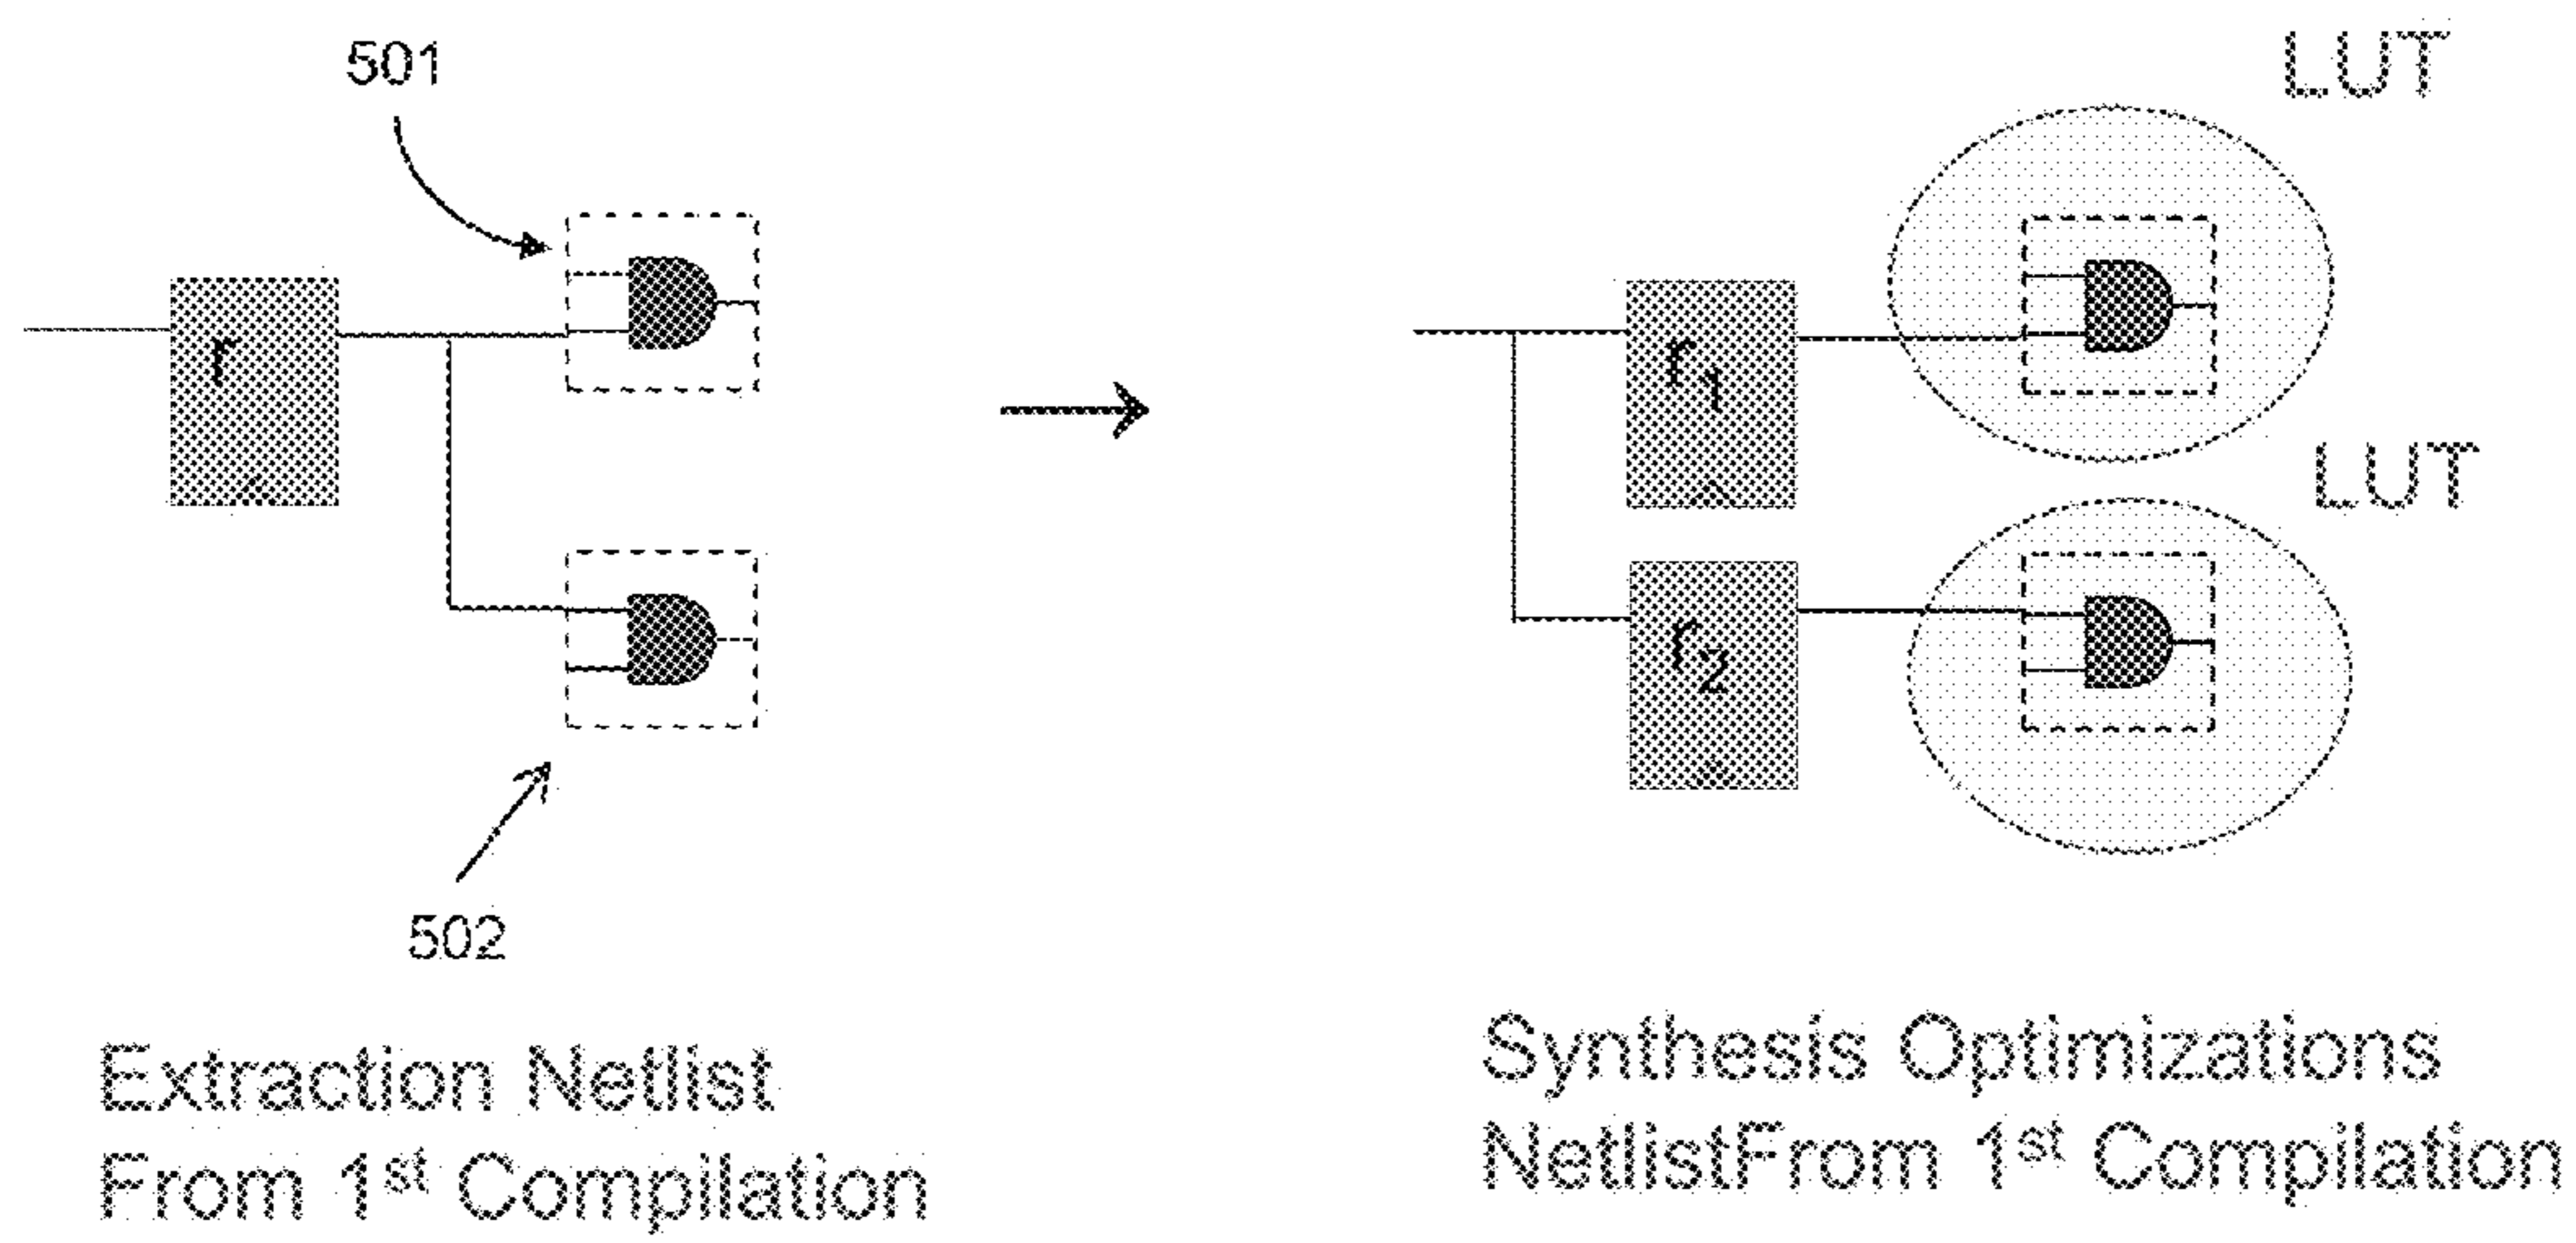 501
LUT
r
r1
LUT
r2
502
Extraction Netlist
From 1st Compilation
Synthesis Optimizations
NetlistFrom 1st Compilation